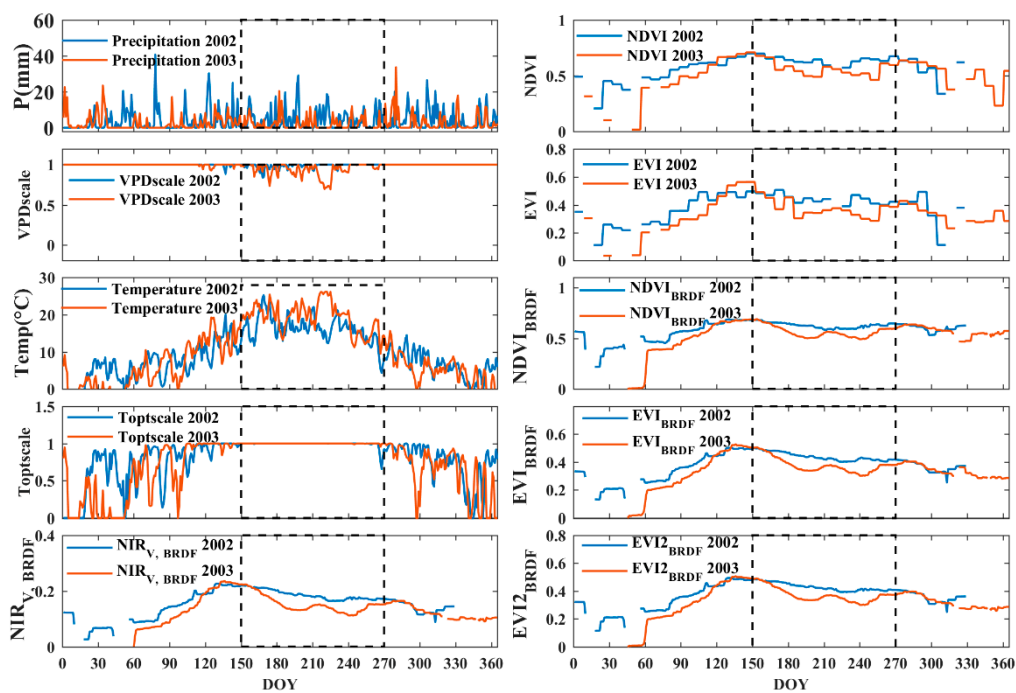 P(mm)
60
40
20
0
Precipitation 2002
Precipitation 2003
VPDscale
1
0.5
0
VPDscale 2002
VPDscale 2003
Temp(°C)
30
20
10
0
Temperature 2002
Temperature 2003
Toptscale
1.5
1
0.5
0
Toptscale 2002
Toptscale 2003
NIRV, BRDF
0.4
0.2
0
NIRV, BRDF 2002
NIRV, BRDF 2003
0 30 60 90 120 150 180 210 240 270 300 330 365
DOY
NDVI
1
0.5
0
NDVI 2002
NDVI 2003
EVI
0.8
0.6
0.4
0.2
0
EVI 2002
EVI 2003
NDVIBRDF
1
0.5
0
NDVIBRDF 2002
NDVIBRDF 2003
EVIBRDF
0.6
0.4
0.2
0
EVIBRDF 2002
EVIBRDF 2003
EVI2BRDF
0.8
0.6
0.4
0.2
0
EVI2BRDF 2002
EVI2BRDF 2003
0 30 60 90 120 150 180 210 240 270 300 330 365
DOY